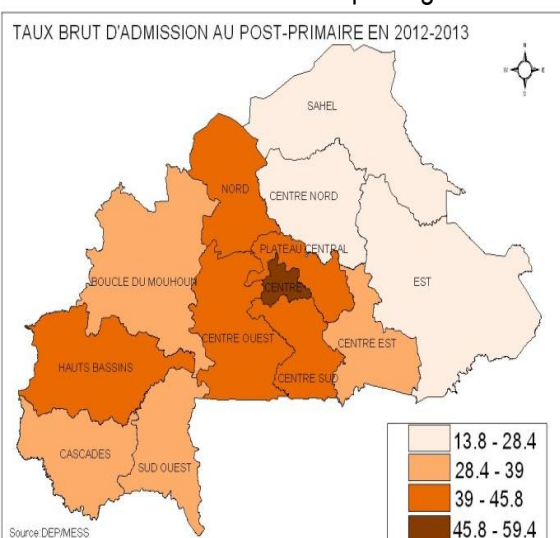 TAUX BRUT D'ADMISSION AU POST-PRIMAIRE EN 2012-2013
SAHEL
NORD
CENTRE NORD
PLATEAU CENTRAL
BOUCLE DU MOUHOUN
EST
CENTRE
CENTRE OUEST
CENTRE EST
HAUTS BASSINS
CENTRE SUD
CASCADES
SUD OUEST
13.8 - 28.4
28.4 - 39
39 - 45.8
45.8 - 59.4
Source:DEP/MESS